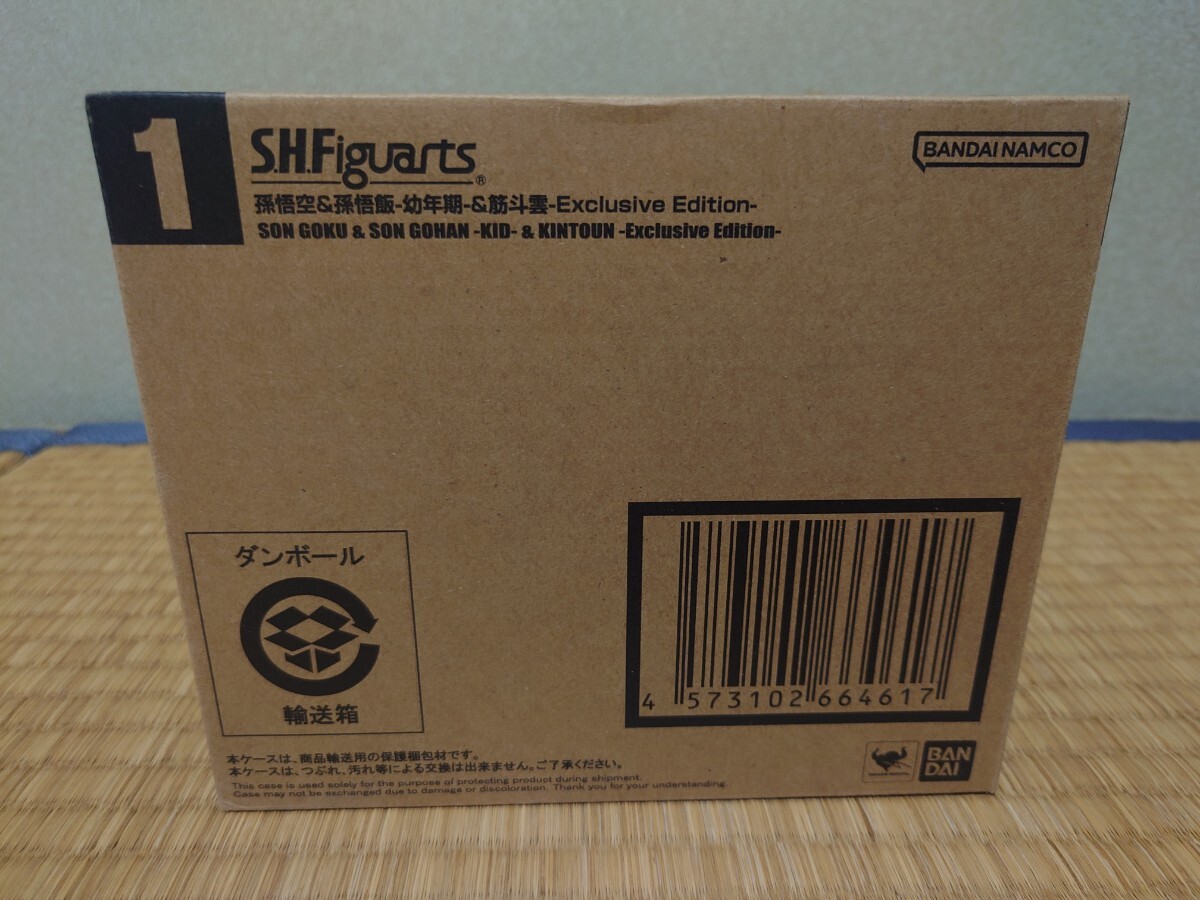 1
S.H.Figuarts®
BANDAI NAMCO
孫悟空&孫悟飯-幼年期-&筋斗雲-Exclusive Edition-
SON GOKU & SON GOHAN -KID- & KINTOUN -Exclusive Edition-
ダンボール
輸送箱
4 573102 664617
本ケースは、商品輸送用の保護梱包材です。
本ケースは、つぶれ、汚れ等による交換は出来ません。ご了承ください。
This case is used solely for the purpose of protecting product during shipment.
Case may not be exchanged due to damage or discoloration. Thank you for your understanding
BAN
DAI